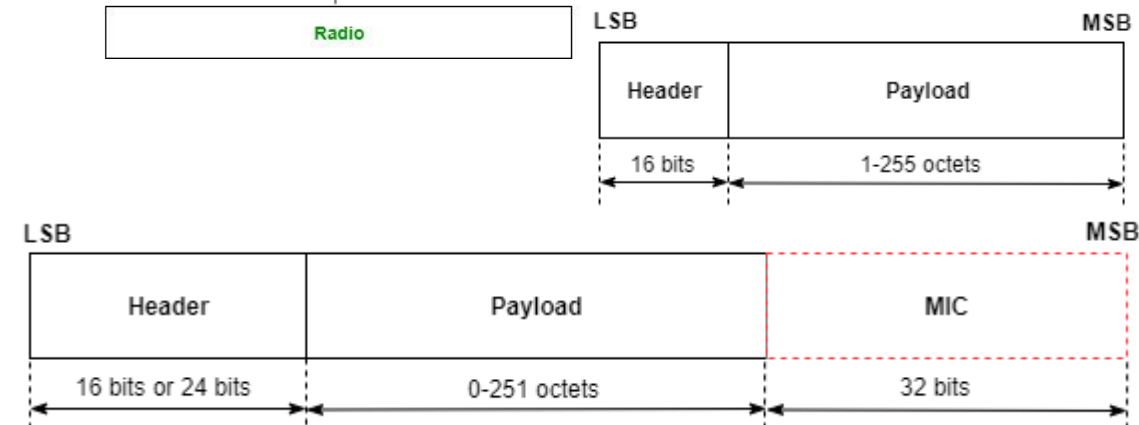 Radio
LSB MSB
Header Payload
16 bits 1-255 octets
LSB MSB
Header Payload MIC
16 bits or 24 bits 0-251 octets 32 bits